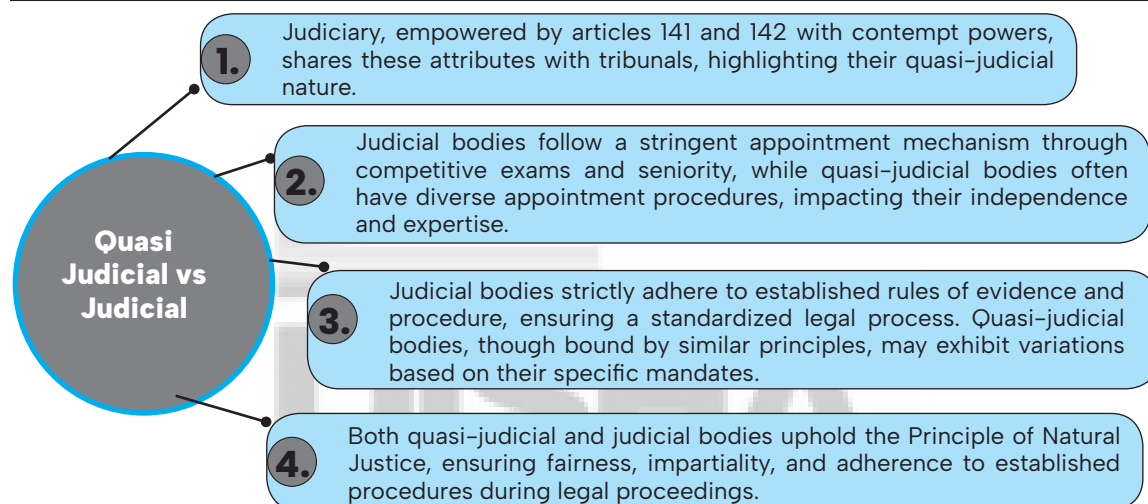 1.
Judiciary, empowered by articles 141 and 142 with contempt powers,
shares these attributes with tribunals, highlighting their quasi-judicial
nature.
2.
Judicial bodies follow a stringent appointment mechanism through
competitive exams and seniority, while quasi-judicial bodies often
have diverse appointment procedures, impacting their independence
and expertise.
Quasi
Judicial vs
Judicial
3.
Judicial bodies strictly adhere to established rules of evidence and
procedure, ensuring a standardized legal process. Quasi-judicial
bodies, though bound by similar principles, may exhibit variations
based on their specific mandates.
4.
Both quasi-judicial and judicial bodies uphold the Principle of Natural
Justice, ensuring fairness, impartiality, and adherence to established
procedures during legal proceedings.